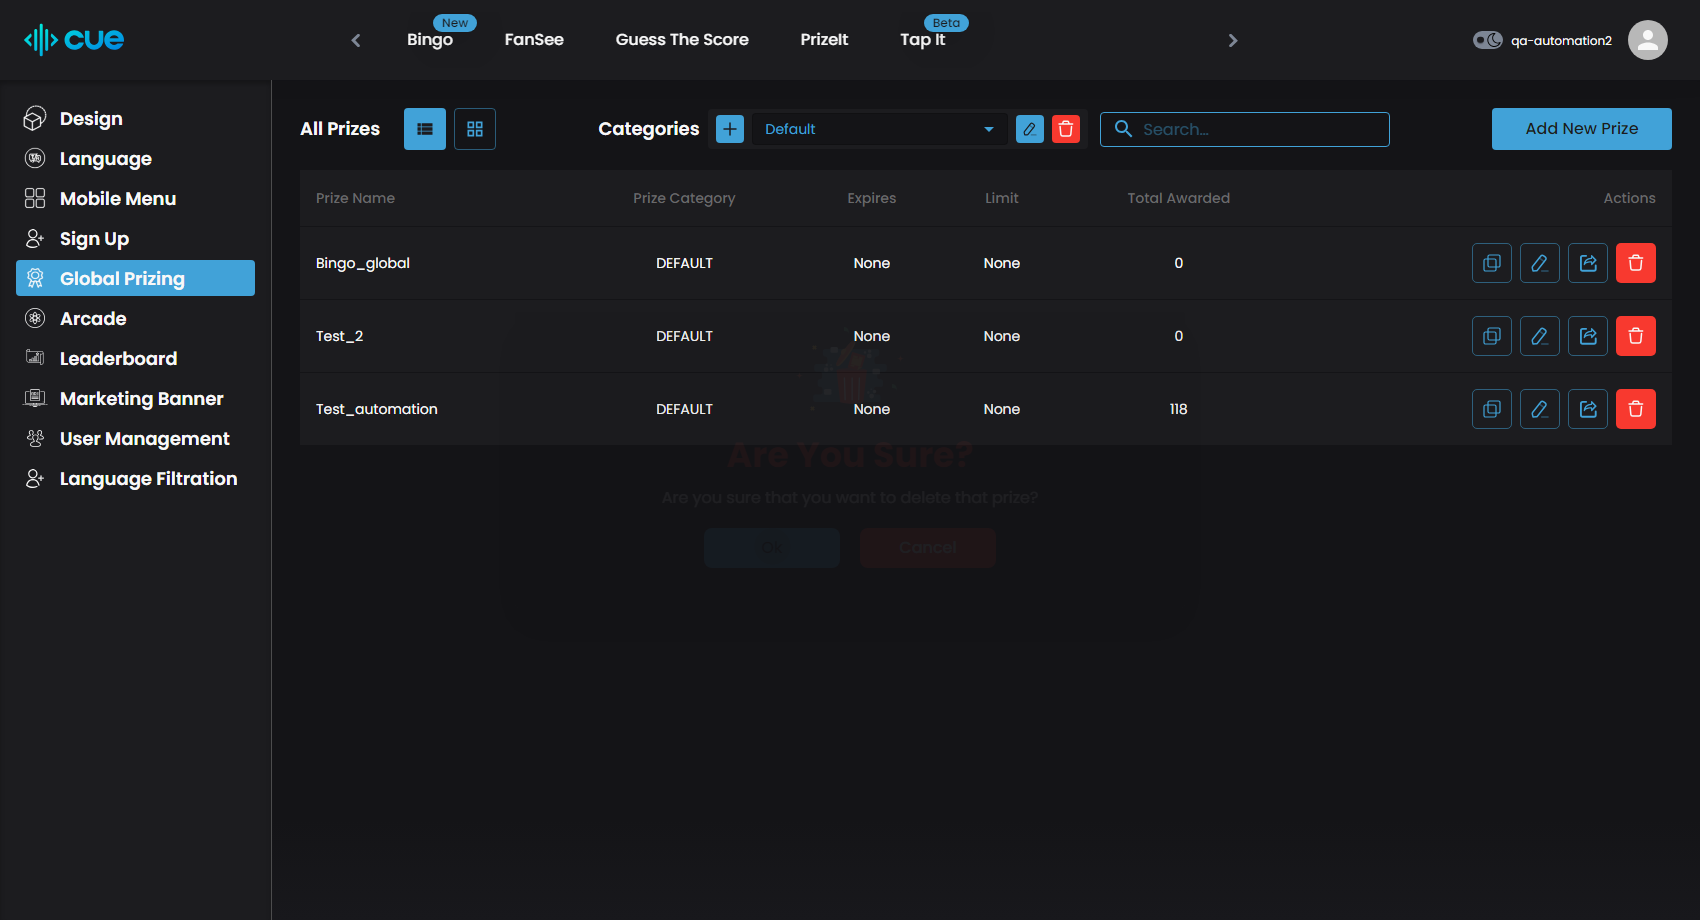 cue
Bingo New FanSee Guess The Score PrizeIt Tap It Beta
qa-automation2
Design
Language
Mobile Menu
Sign Up
Global Prizing
Arcade
Leaderboard
Marketing Banner
User Management
Language Filtration
All Prizes Categories Default Search... Add New Prize
Prize Name Prize Category Expires Limit Total Awarded Actions
Bingo_global DEFAULT None None 0
Test_2 DEFAULT None None 0
Test_automation DEFAULT None None 118
Are You Sure?
Are you sure that you want to delete that prize?
Ok Cancel